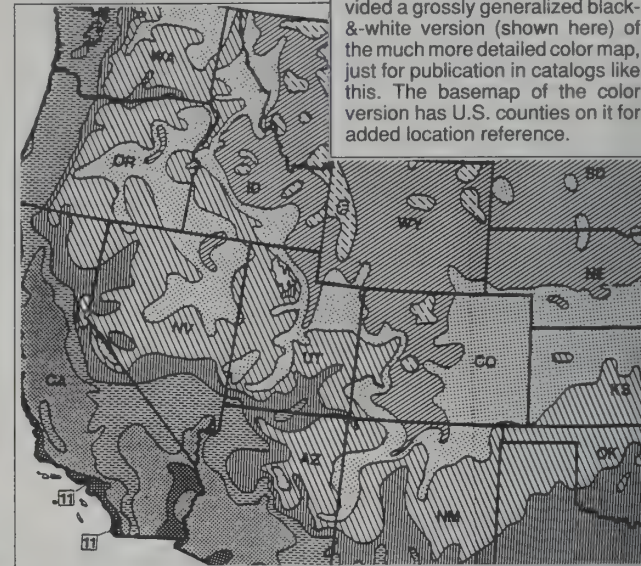 vided a grossly generalized black-
&-white version (shown here) of
the much more detailed color map,
just for publication in catalogs like
this. The basemap of the color
version has U.S. counties on it for
added location reference.
WA
OR
ID
WY
SD
NE
NV
UT
CO
KS
CA
AZ
NM
OK
11
11